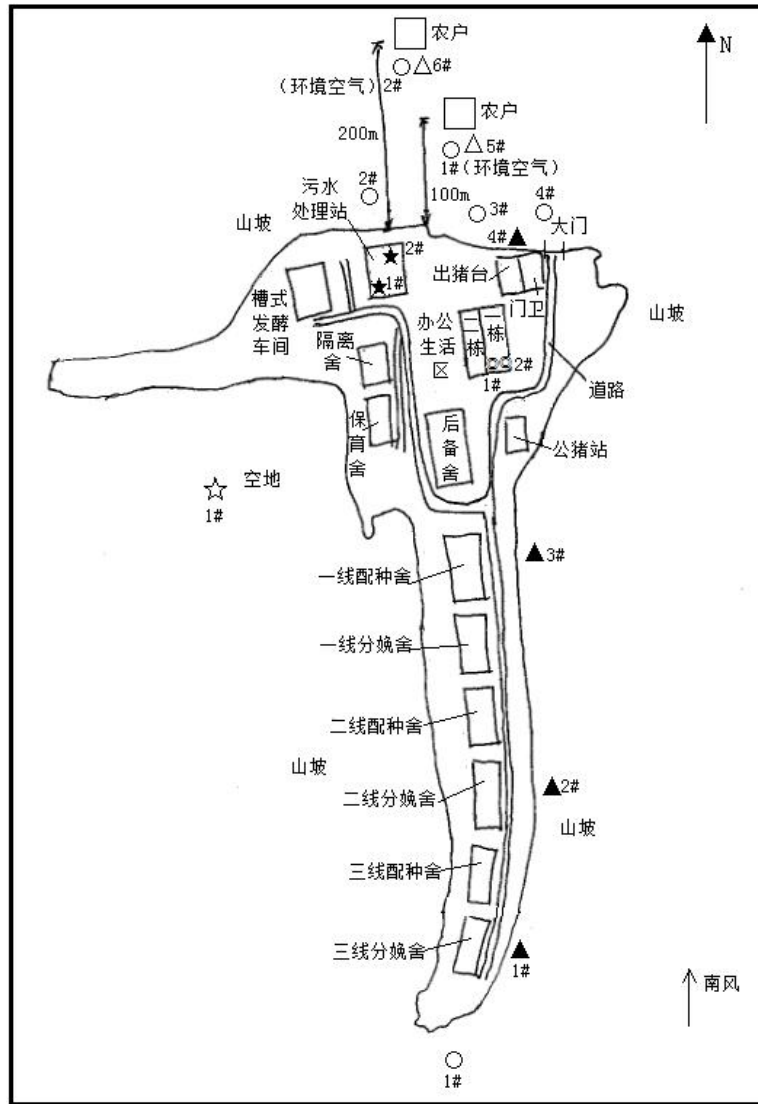 农户
N
6#
(环境空气)2#
农户
200m
5#
1#(环境空气)
100m
2#
3#
4#
污水
处理站
山坡
2#
1#
4#
大门
出猪台
门卫
槽式
发酵
车间
办公
生活
区
二栋
一栋
1#
2#
山坡
隔离
舍
道路
保育舍
后备舍
公猪站
空地
1#
3#
一线配种舍
一线分娩舍
二线配种舍
山坡
二线分娩舍
2#
山坡
三线配种舍
三线分娩舍
1#
南风
1#